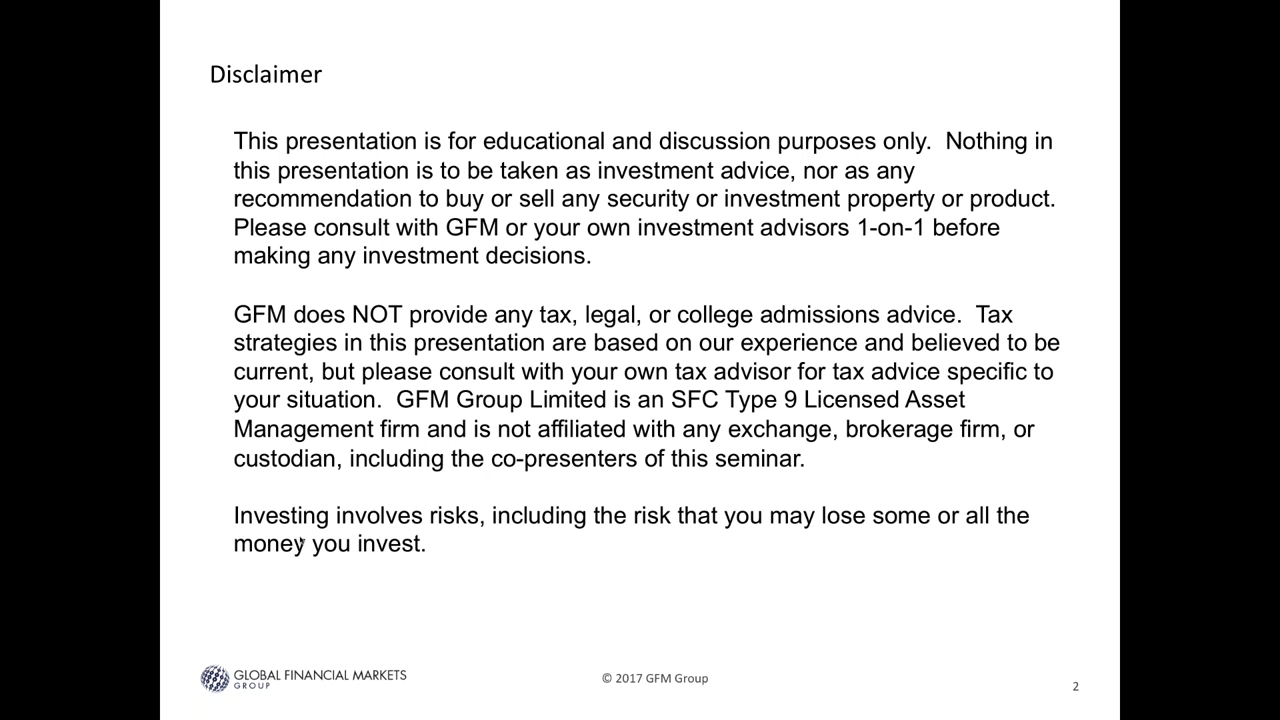 Disclaimer
This presentation is for educational and discussion purposes only.  Nothing in
this presentation is to be taken as investment advice, nor as any
recommendation to buy or sell any security or investment property or product.
Please consult with GFM or your own investment advisors 1-on-1 before
making any investment decisions.
GFM does NOT provide any tax, legal, or college admissions advice.  Tax
strategies in this presentation are based on our experience and believed to be
current, but please consult with your own tax advisor for tax advice specific to
your situation.  GFM Group Limited is an SFC Type 9 Licensed Asset
Management firm and is not affiliated with any exchange, brokerage firm, or
custodian, including the co-presenters of this seminar.
Investing involves risks, including the risk that you may lose some or all the
money you invest.
GLOBAL FINANCIAL MARKETS
GROUP
© 2017 GFM Group
2